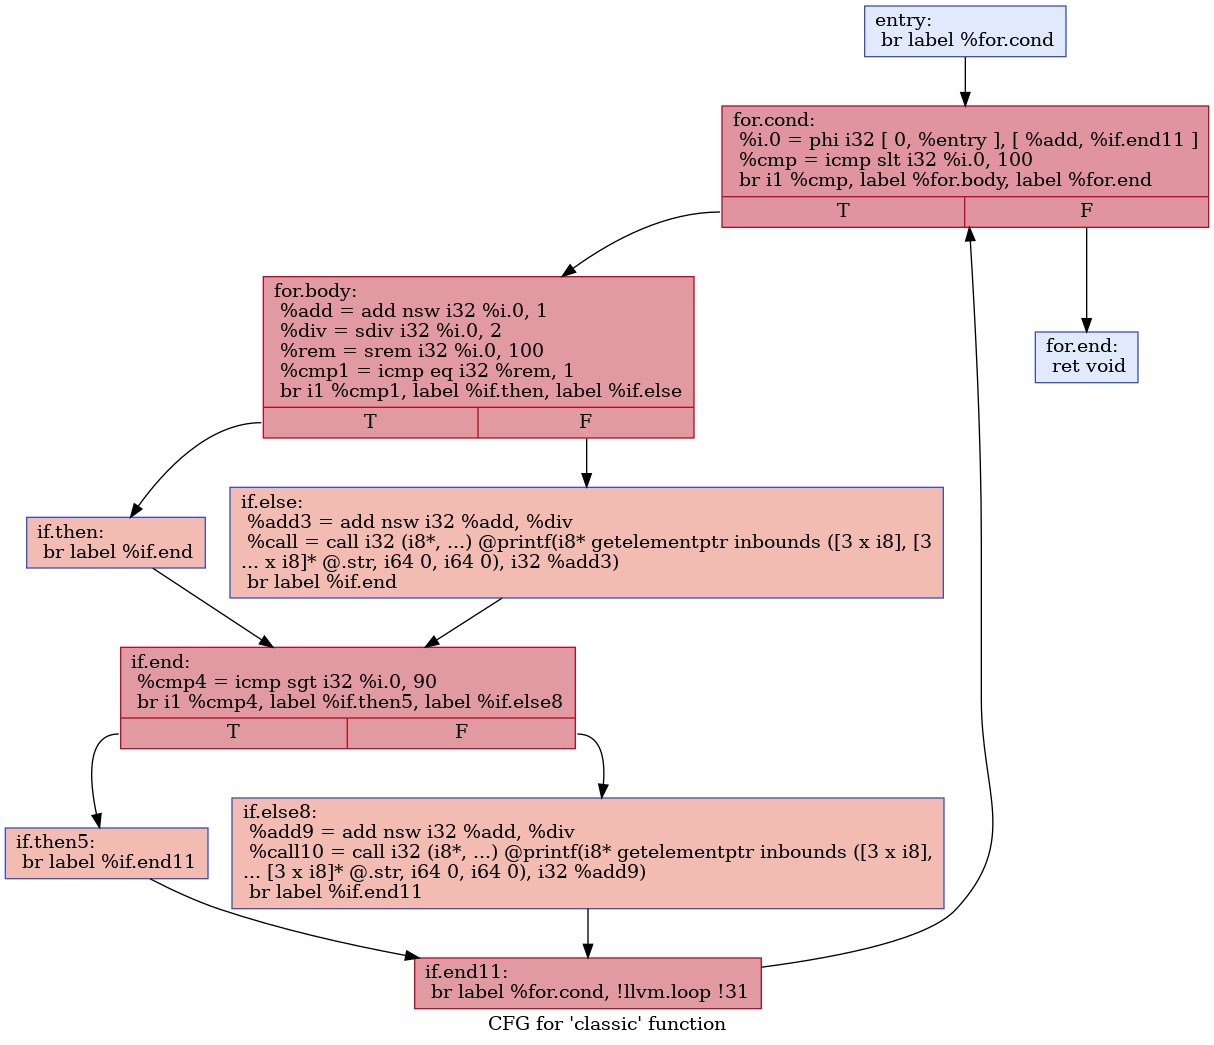 entry:
br label %for.cond
for.cond:
%i.0 = phi i32 [ 0, %entry ], [ %add, %if.end11 ]
%cmp = icmp slt i32 %i.0, 100
br i1 %cmp, label %for.body, label %for.end
T
F
for.body:
%add = add nsw i32 %i.0, 1
%div = sdiv i32 %i.0, 2
%rem = srem i32 %i.0, 100
%cmp1 = icmp eq i32 %rem, 1
br i1 %cmp1, label %if.then, label %if.else
T
F
for.end:
ret void
if.then:
br label %if.end
if.else:
%add3 = add nsw i32 %add, %div
%call = call i32 (i8*, ...) @printf(i8* getelementptr inbounds ([3 x i8], [3
... x i8]* @.str, i64 0, i64 0), i32 %add3)
br label %if.end
if.end:
%cmp4 = icmp sgt i32 %i.0, 90
br i1 %cmp4, label %if.then5, label %if.else8
T
F
if.then5:
br label %if.end11
if.else8:
%add9 = add nsw i32 %add, %div
%call10 = call i32 (i8*, ...) @printf(i8* getelementptr inbounds ([3 x i8],
... [3 x i8]* @.str, i64 0, i64 0), i32 %add9)
br label %if.end11
if.end11:
br label %for.cond, !llvm.loop !31
CFG for 'classic' function